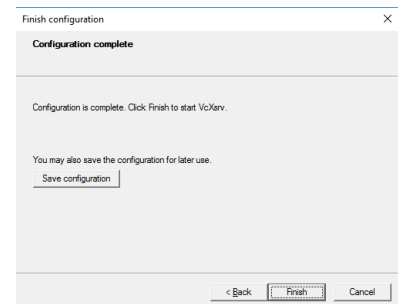 Finish configuration
Configuration complete
Configuration is complete. Click Finish to start VcXsrv.
You may also save the configuration for later use.
Save configuration
< Back Finish Cancel